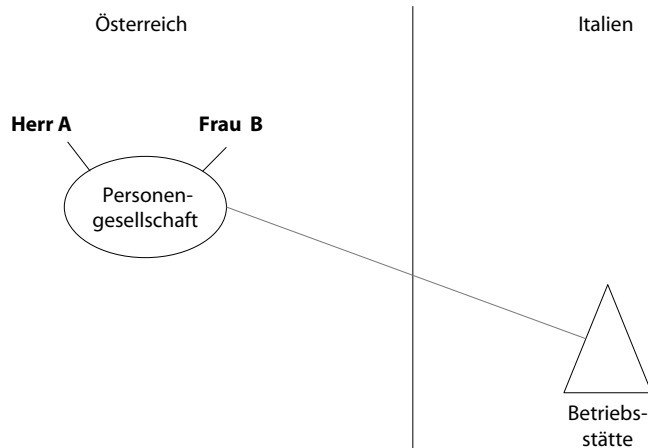 Österreich
Italien
Herr A
Frau B
Personen-
gesellschaft
Betriebs-
stätte